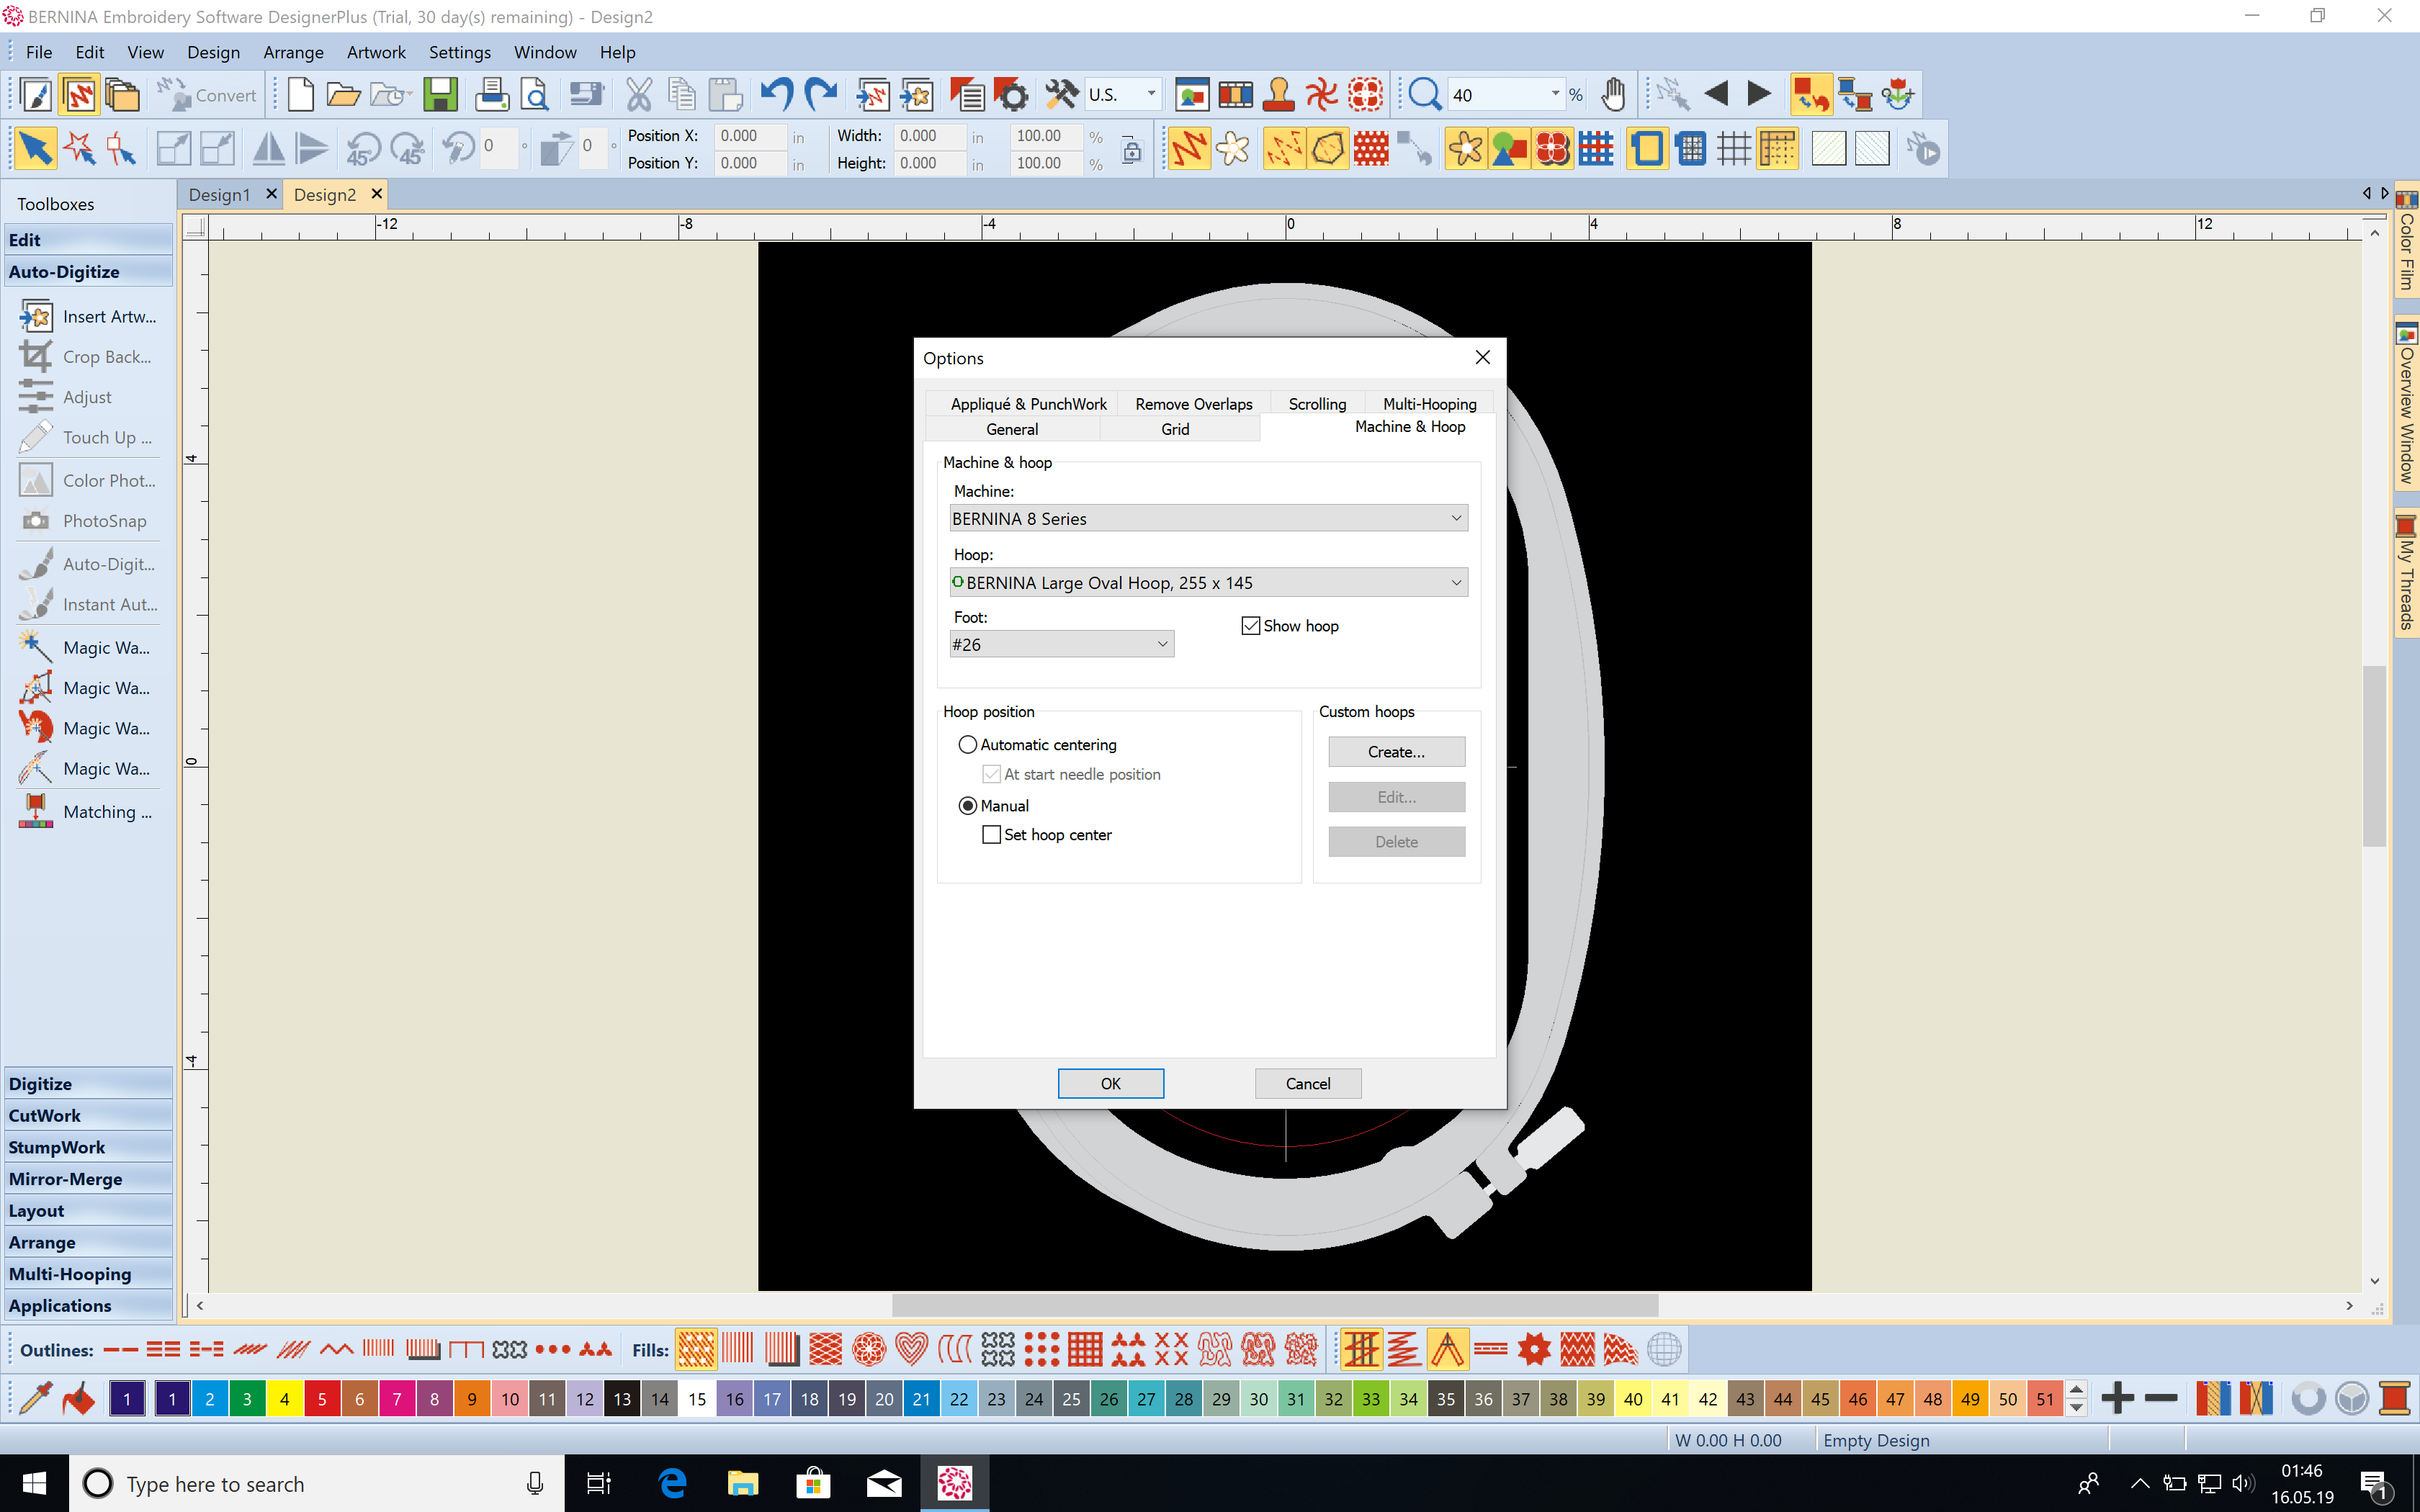 BERNINA Embroidery Software DesignerPlus (Trial, 30 day(s) remaining) - Design2
File Edit View Design Arrange Artwork Settings Window Help
Convert U.S. 40 %
45 45 0 ° 0 ° Position X: 0.000 in Width: 0.000 in 100.00 %
Position Y: 0.000 in Height: 0.000 in 100.00 %
Toolboxes
Design1 Design2
Edit
Auto-Digitize
Insert Artw...
Crop Back...
Adjust
Touch Up ...
Color Phot...
PhotoSnap
Auto-Digit...
Instant Aut...
Magic Wa...
Magic Wa...
Magic Wa...
Magic Wa...
Matching ...
Digitize
CutWork
StumpWork
Mirror-Merge
Layout
Arrange
Multi-Hooping
Applications
-12 -8 -4 0 4 8 12
4
0
-4
Options
Appliqué & PunchWork Remove Overlaps Scrolling Multi-Hooping
General Grid Machine & Hoop
Machine & hoop
Machine:
BERNINA 8 Series
Hoop:
BERNINA Large Oval Hoop, 255 x 145
Foot:
#26
Show hoop
Hoop position
Automatic centering
At start needle position
Manual
Set hoop center
Custom hoops
Create...
Edit...
Delete
OK Cancel
Color Film
Overview Window
My Threads
Outlines: Fills:
1 1 2 3 4 5 6 7 8 9 10 11 12 13 14 15 16 17 18 19 20 21 22 23 24 25 26 27 28 29 30 31 32 33 34 35 36 37 38 39 40 41 42 43 44 45 46 47 48 49 50 51
W 0.00 H 0.00 Empty Design
Type here to search
01:46
16.05.19
1